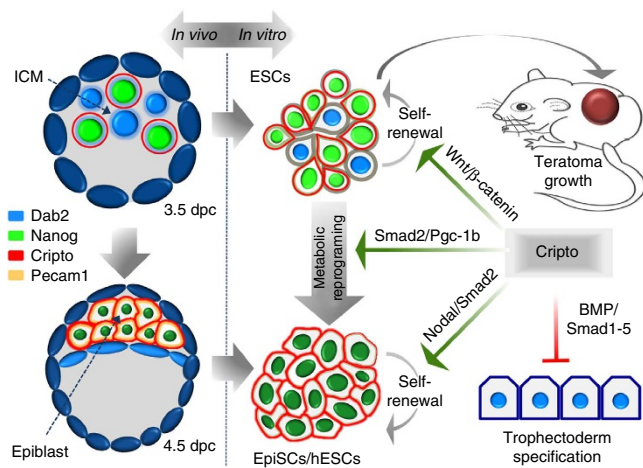 In vivo
In vitro
ICM
3.5 dpc
Dab2
Nanog
Cripto
Pecam1
Epiblast
4.5 dpc
ESCs
Self-
renewal
Teratoma
growth
Wnt/β-catenin
Metabolic
reprograming
Smad2/Pgc-1b
Cripto
Nodal/Smad2
BMP/
Smad1-5
Self-
renewal
EpiSCs/hESCs
Trophectoderm
specification